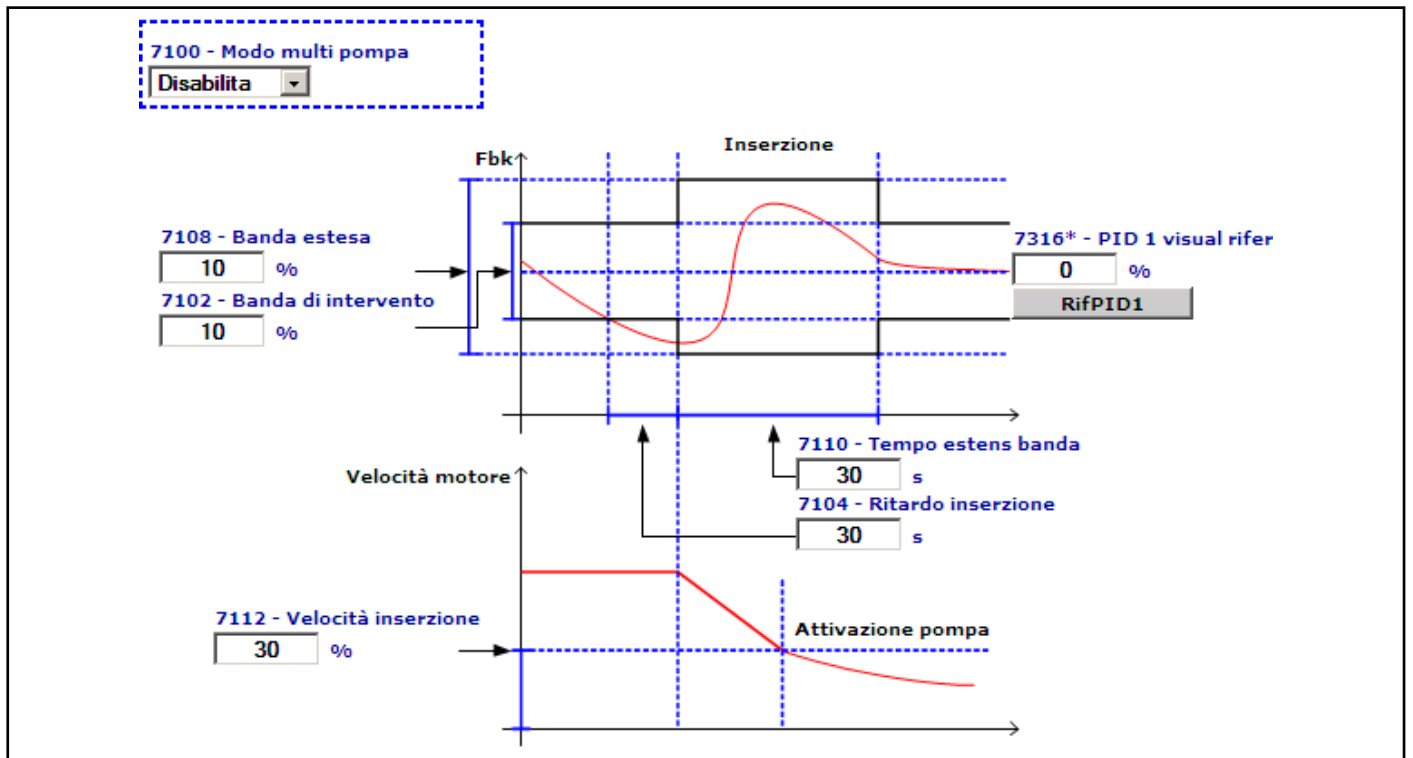 7100 - Modo multi pompa
Disabilita
Inserzione
Fbk
7108 - Banda estesa
10 %
7102 - Banda di intervento
10 %
7316* - PID 1 visual rifer
0 %
RifPID1
7110 - Tempo estens banda
30 s
7104 - Ritardo inserzione
30 s
Velocità motore
7112 - Velocità inserzione
30 %
Attivazione pompa